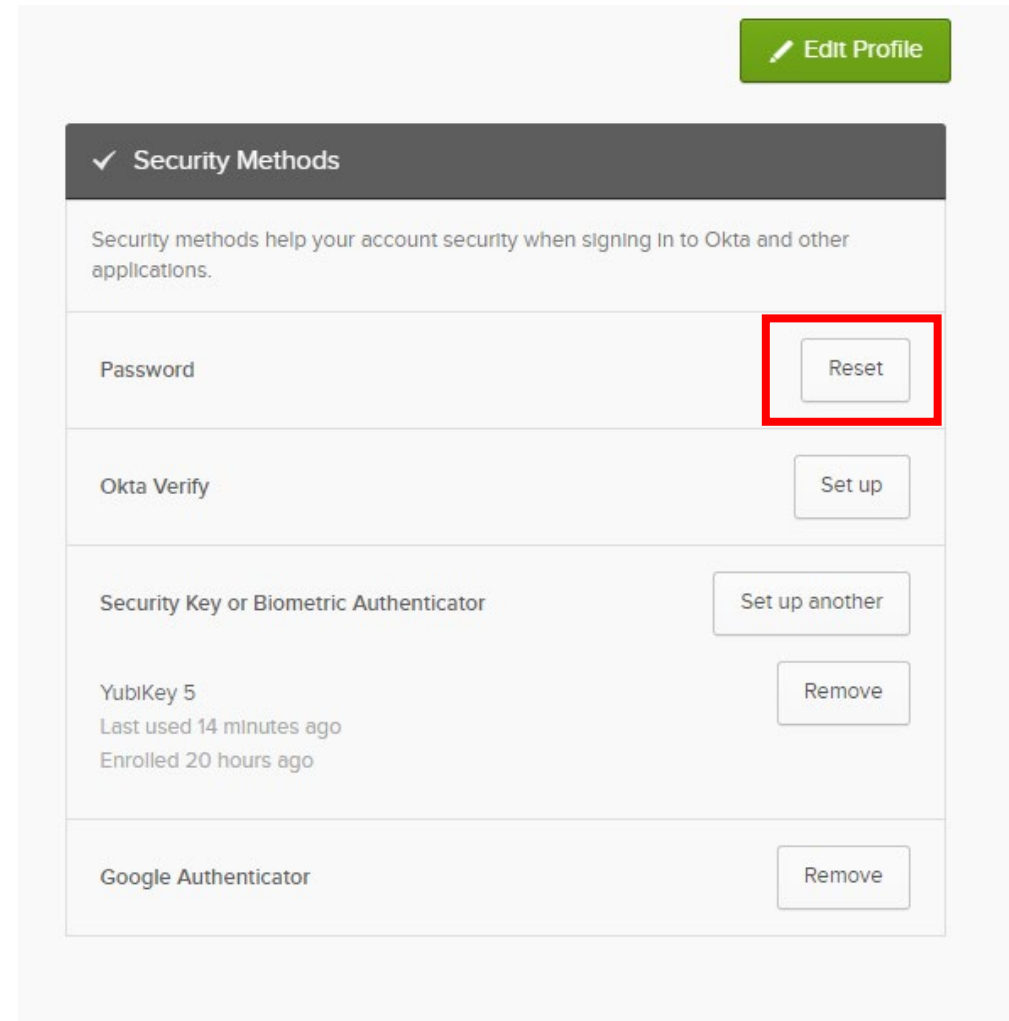 Edit Profile
Security Methods
Security methods help your account security when signing in to Okta and other
applications.
Password
Reset
Okta Verify
Set up
Security Key or Biometric Authenticator
Set up another
YubiKey 5
Remove
Last used 14 minutes ago
Enrolled 20 hours ago
Google Authenticator
Remove